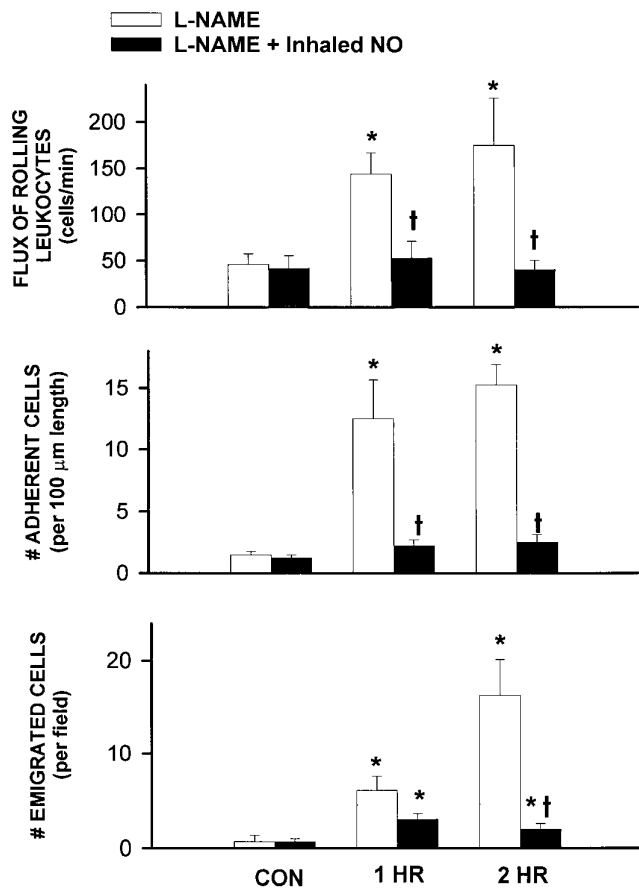 L-NAME
L-NAME + Inhaled NO
FLUX OF ROLLING
LEUKOCYTES
(cells/min)
200
150
100
50
0
*
†
*
†
# ADHERENT CELLS
(per 100 µm length)
15
10
5
0
*
†
*
†
# EMIGRATED CELLS
(per field)
20
10
0
*
*
*
* †
CON 1 HR 2 HR